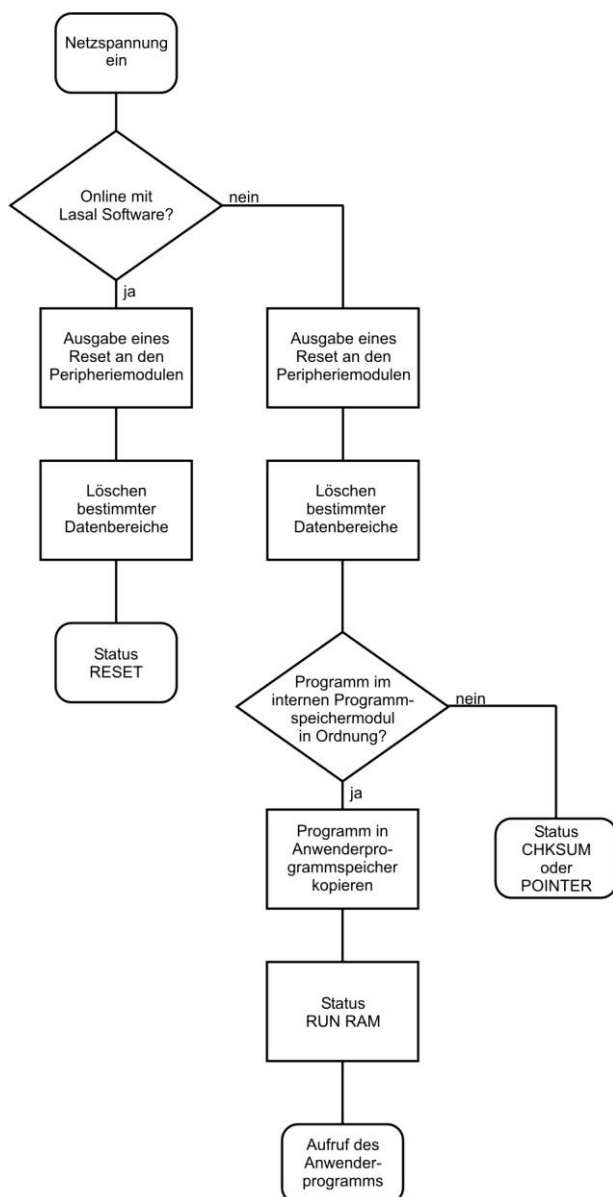 Netzspannung
ein
Online mit
Lasal Software?
nein
ja
Ausgabe eines
Reset an den
Peripheriemodulen
Löschen
bestimmter
Datenbereiche
Status
RESET
Ausgabe eines
Reset an den
Peripheriemodulen
Löschen
bestimmter
Datenbereiche
Programm im
internen Programm-
speichermodul
in Ordnung?
nein
ja
Status
CHKSUM
oder
POINTER
Programm in
Anwenderpro-
grammspeicher
kopieren
Status
RUN RAM
Aufruf des
Anwender-
programms